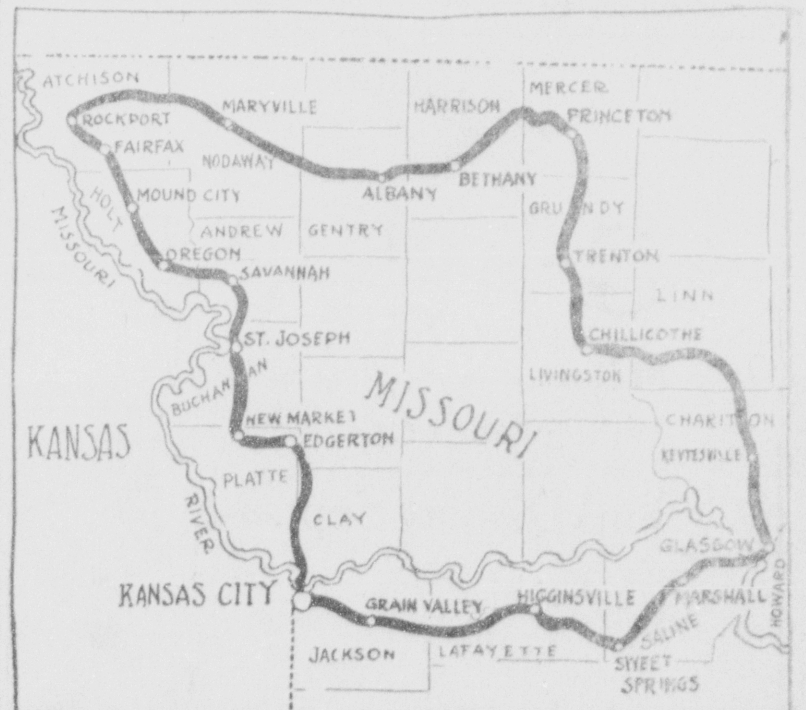 ATCHISON
MERCER
ROCKPORT
MARYVILLE
HARRISON
PRINCETON
FAIRFAX
NODAWAY
ALBANY
BETHANY
HOLT
MOUND CITY
GRUNDY
MISSOURI
ANDREW
GENTRY
OREGON
SAVANNAH
TRENTON
LINN
ST. JOSEPH
CHILLICOTHE
BUCHANAN
LIVINGSTON
MISSOURI
NEW MARKET
CHARITON
KANSAS
EDGERTON
KEYTESVILLE
PLATTE
RIVER
CLAY
GLASGOW
KANSAS CITY
GRAIN VALLEY
HIGGINSVILLE
MARSHALL
HOWARD
JACKSON
LAFAYETTE
SALINE
SWEET
SPRINGS